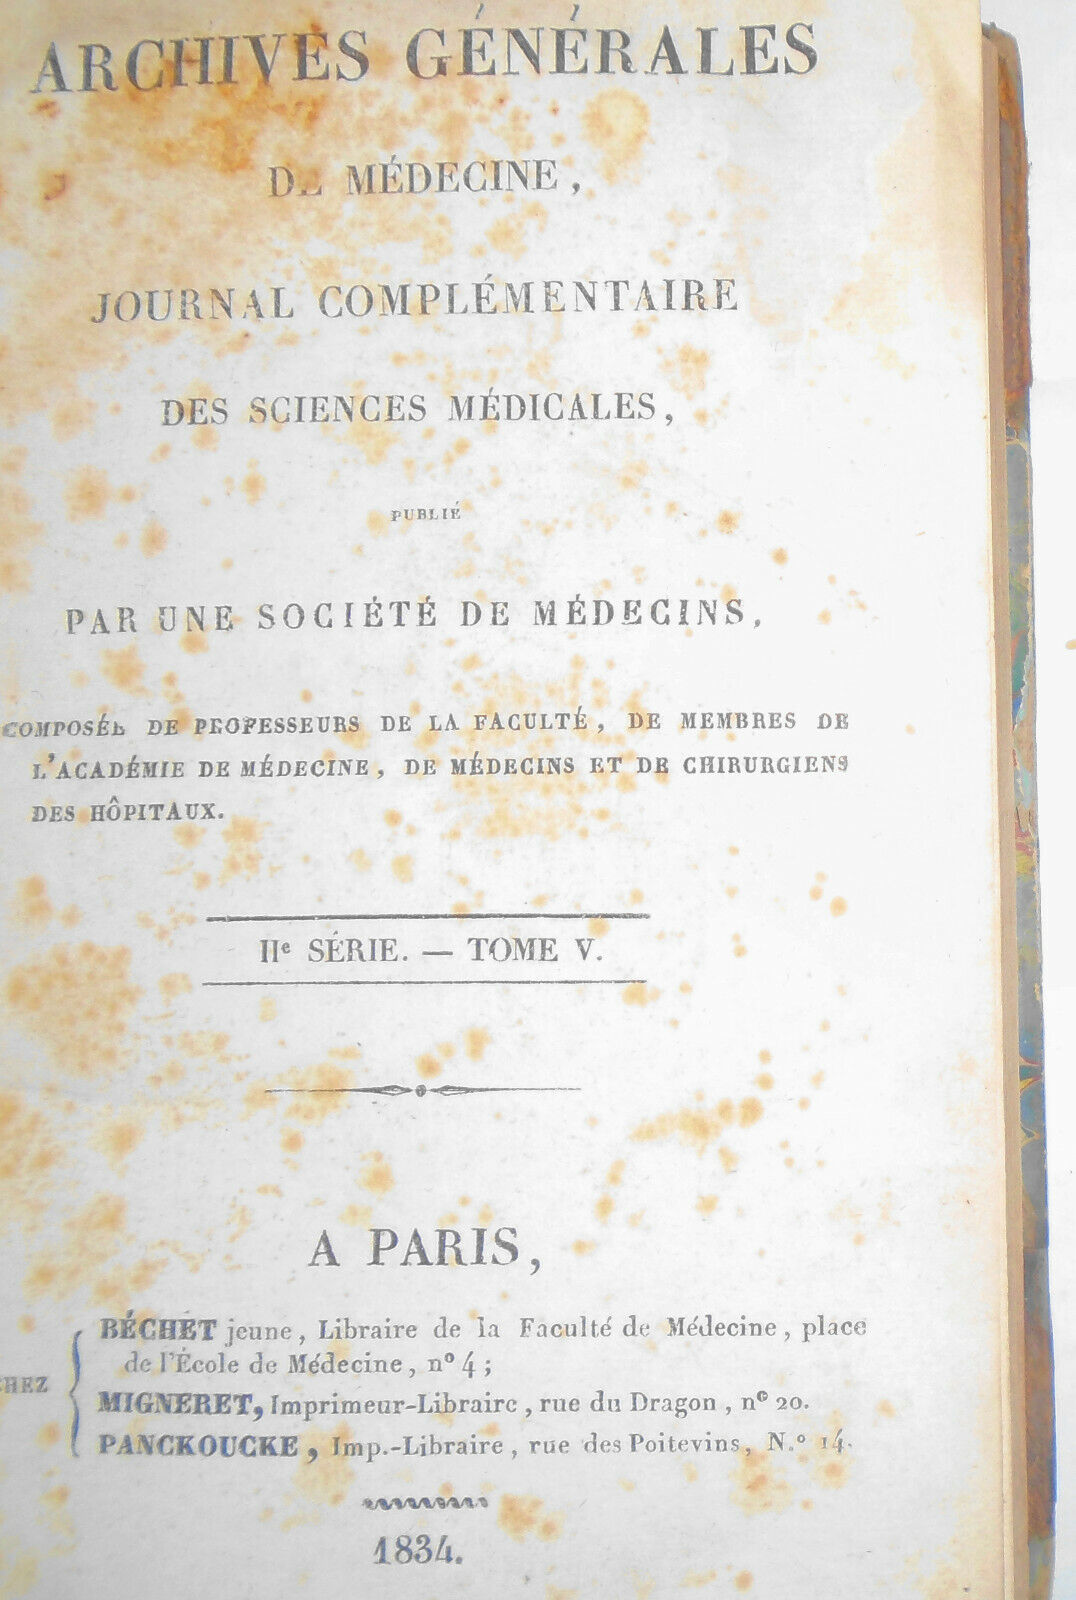 ARCHIVES GÉNÉRALES
DE MÉDECINE,
JOURNAL COMPLÉMENTAIRE
DES SCIENCES MÉDICALES,
PUBLIÉ
PAR UNE SOCIÉTÉ DE MÉDECINS,
COMPOSÉE DE PROFESSEURS DE LA FACULTÉ, DE MEMBRES DE
L'ACADÉMIE DE MÉDECINE, DE MÉDECINS ET DE CHIRURGIENS
DES HÔPITAUX.
IIe SÉRIE. — TOME V.
A PARIS,
CHEZ
BÉCHET jeune, Libraire de la Faculté de Médecine, place
de l'École de Médecine, n° 4;
MIGNERET, Imprimeur-Libraire, rue du Dragon, n° 20.
PANCKOUCKE, Imp.-Libraire, rue des Poitevins, N.° 14.
1834.